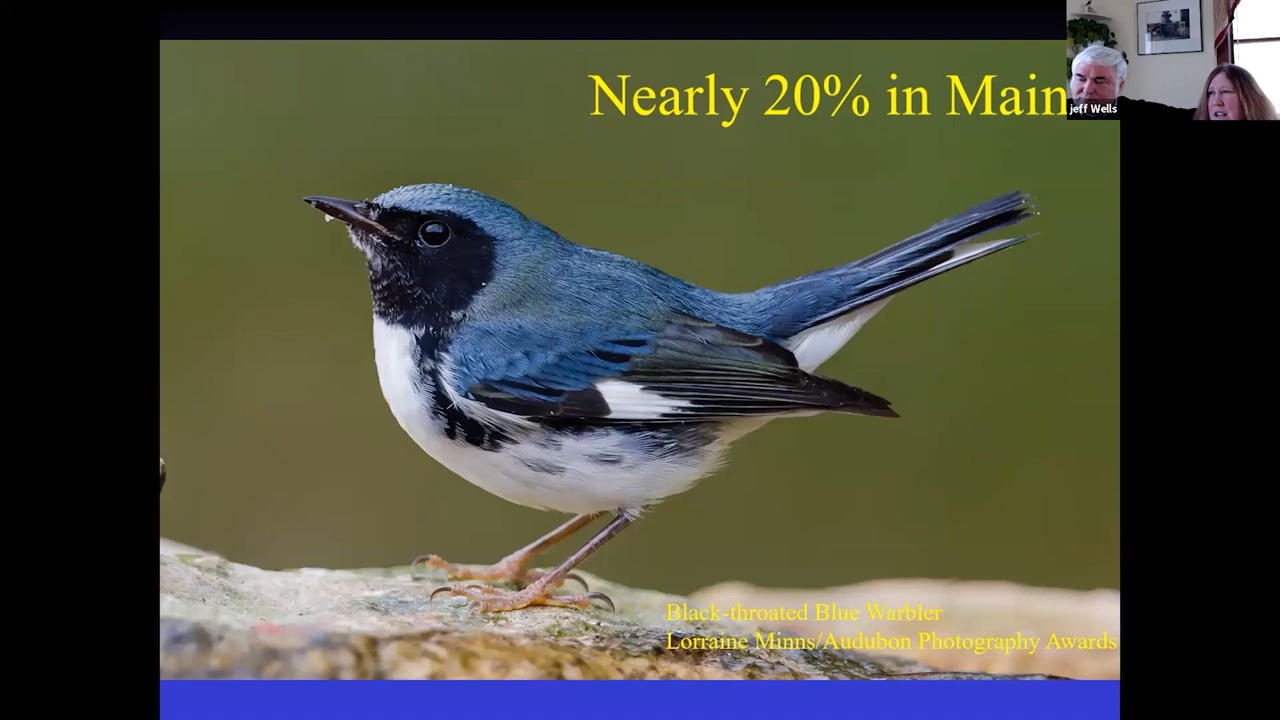 Nearly 20% in Main
jeff Wells
Black-throated Blue Warbler
Lorraine Minns/Audubon Photography Awards